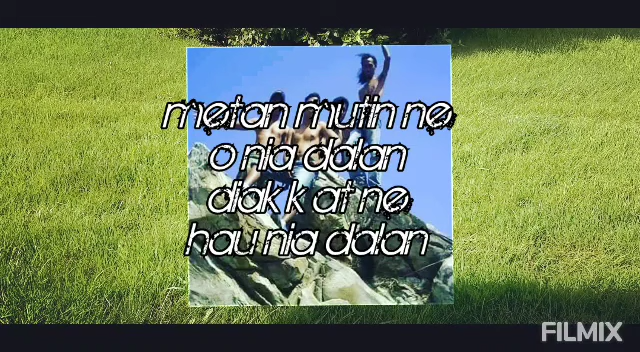 metan mutin ne
o nia dalan
diak k at ne
hau nia dalan
FILMIX